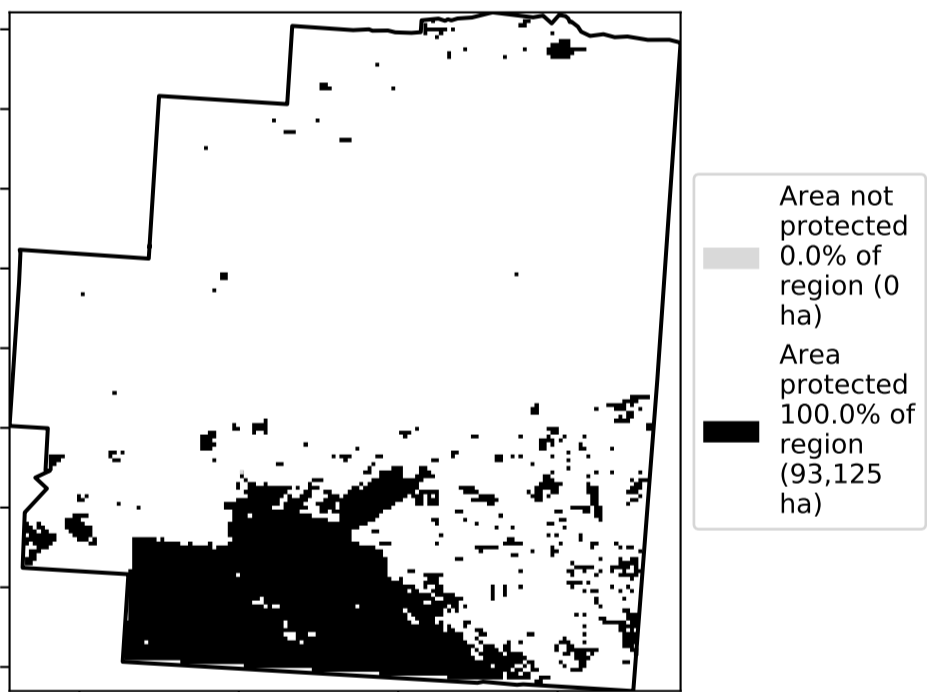 Area not
protected
0.0% of
region (0
ha)
Area
protected
100.0% of
region
(93,125
ha)